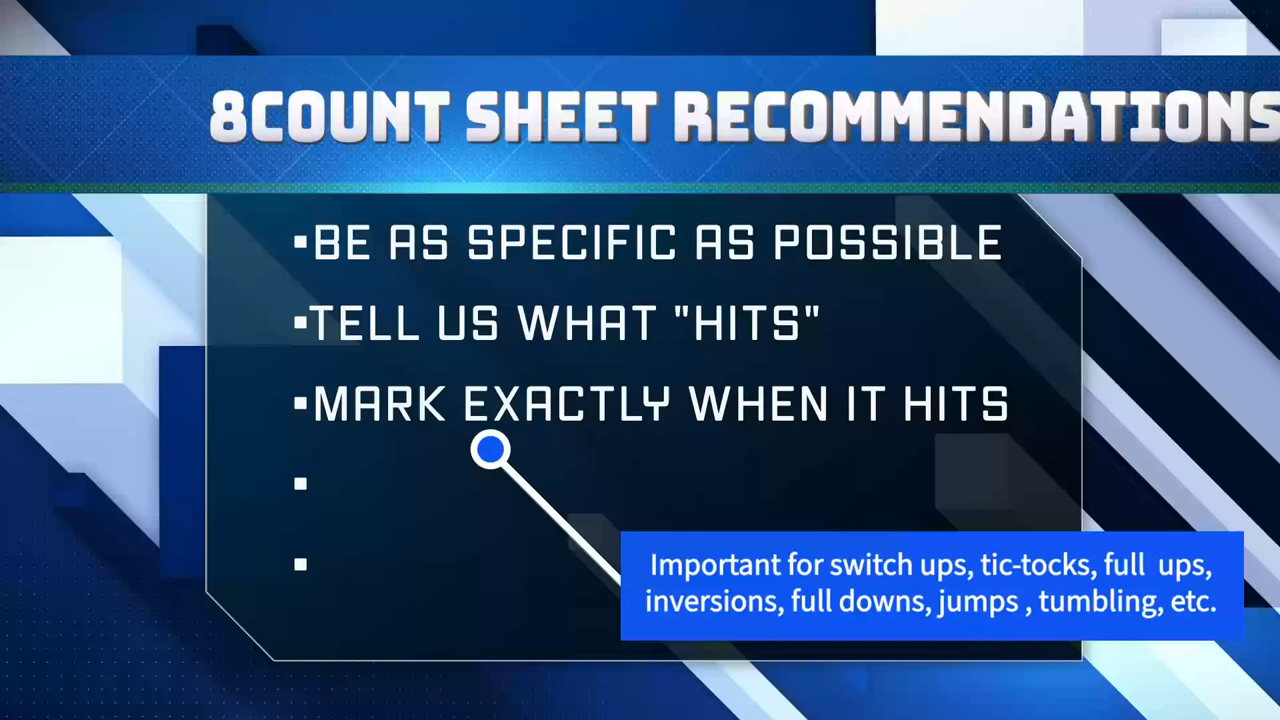 8COUNT SHEET RECOMMENDATIONS
▪BE AS SPECIFIC AS POSSIBLE
▪TELL US WHAT "HITS"
▪MARK EXACTLY WHEN IT HITS
▪
▪
Important for switch ups, tic-tocks, full  ups,
inversions, full downs, jumps , tumbling, etc.